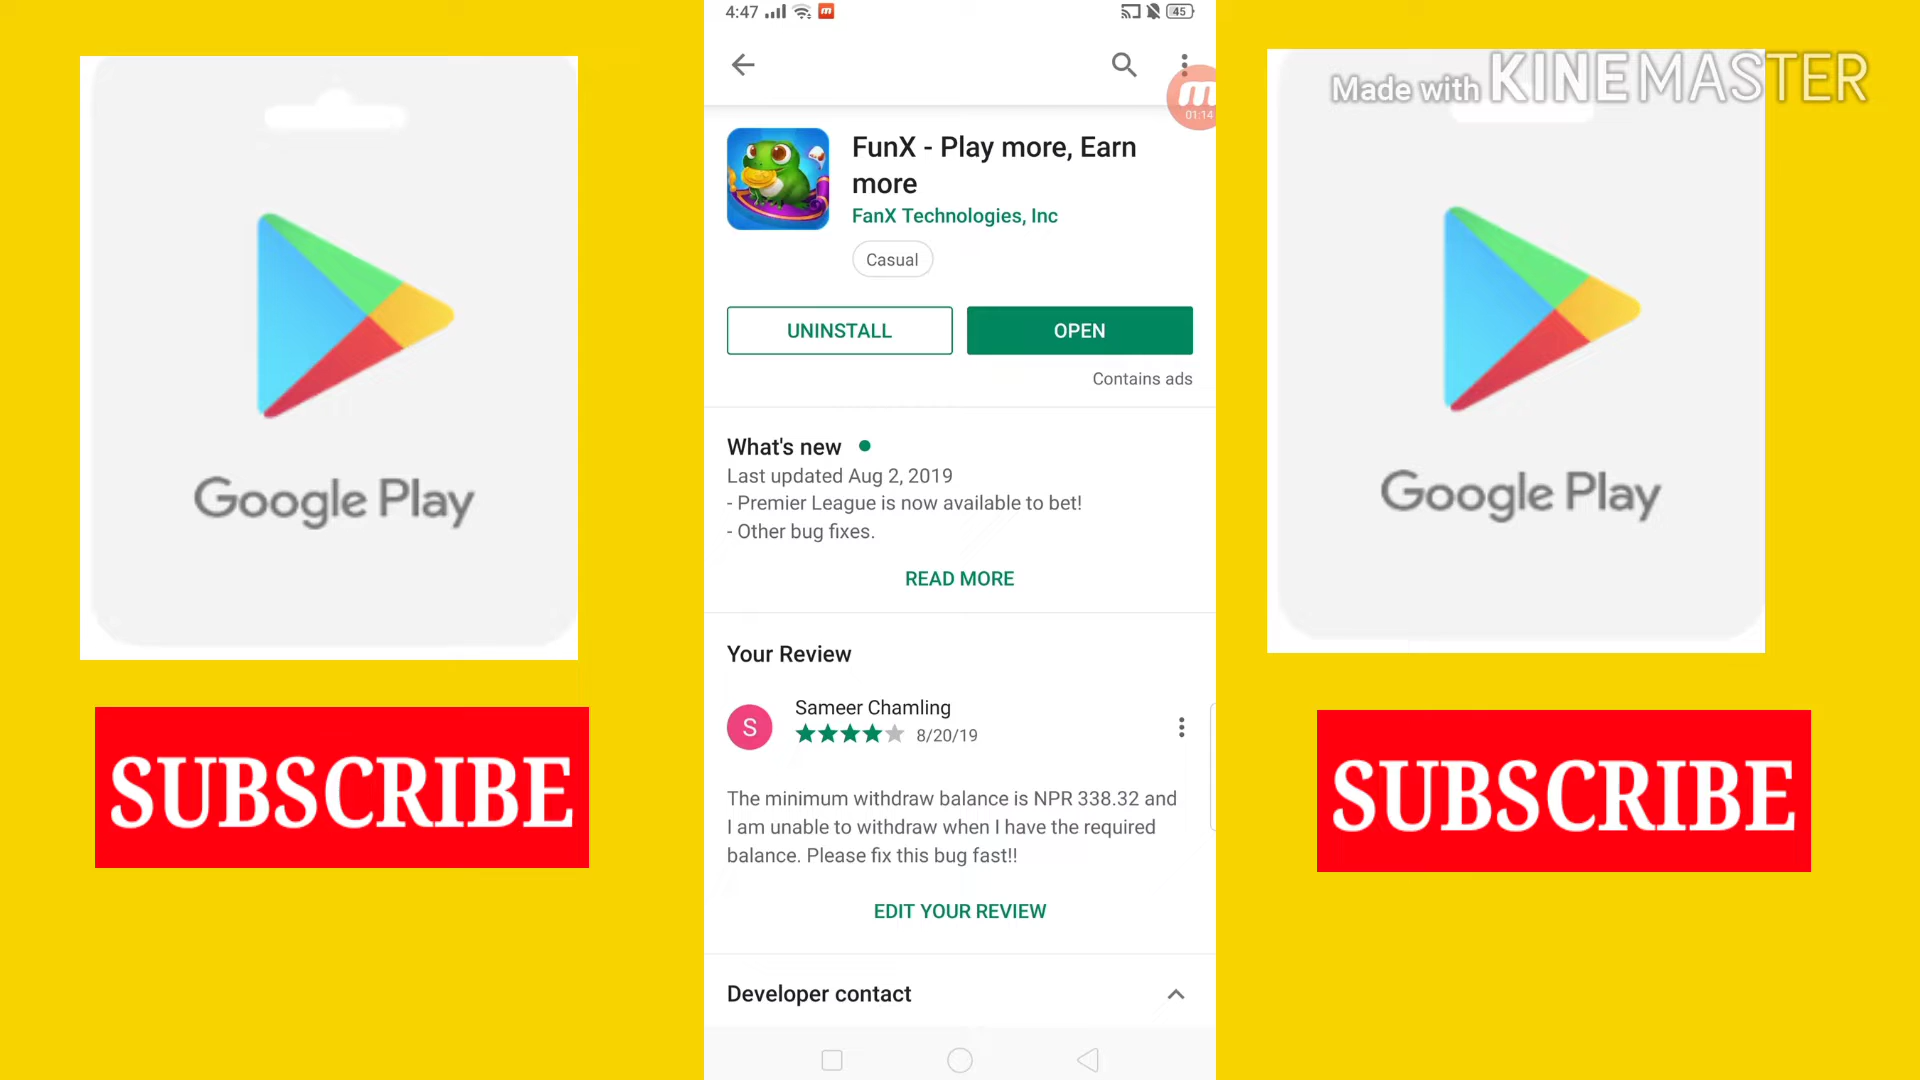 4:47
45
Made with KINEMASTER
01:14
FunX - Play more, Earn
more
FanX Technologies, Inc
Casual
UNINSTALL
OPEN
Contains ads
What's new
Last updated Aug 2, 2019
- Premier League is now available to bet!
- Other bug fixes.
READ MORE
Your Review
S
Sameer Chamling
8/20/19
The minimum withdraw balance is NPR 338.32 and
I am unable to withdraw when I have the required
balance. Please fix this bug fast!!
EDIT YOUR REVIEW
Developer contact
Google Play
SUBSCRIBE
Google Play
SUBSCRIBE